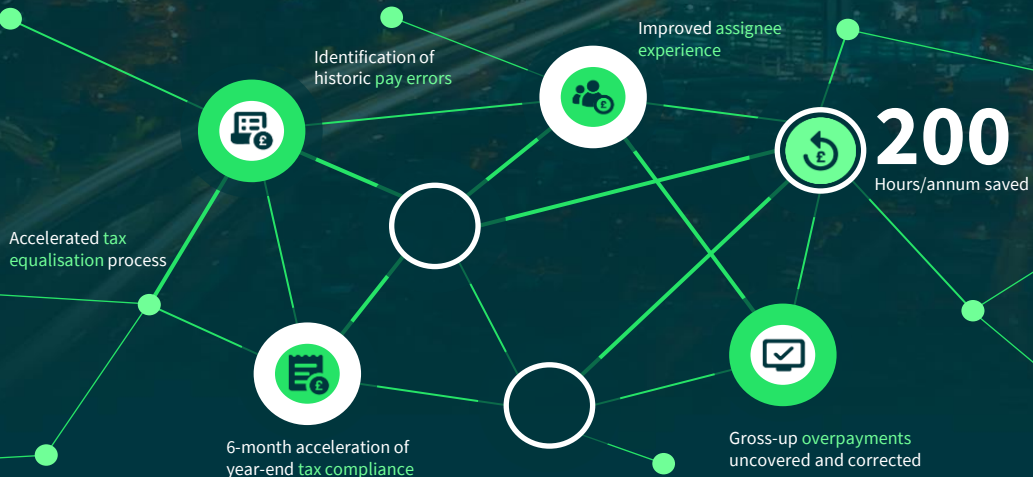 Improved assignee
experience
Identification of
historic pay errors
200
Hours/annum saved
Accelerated tax
equalisation process
6-month acceleration of
year-end tax compliance
Gross-up overpayments
uncovered and corrected
£
£
£
£